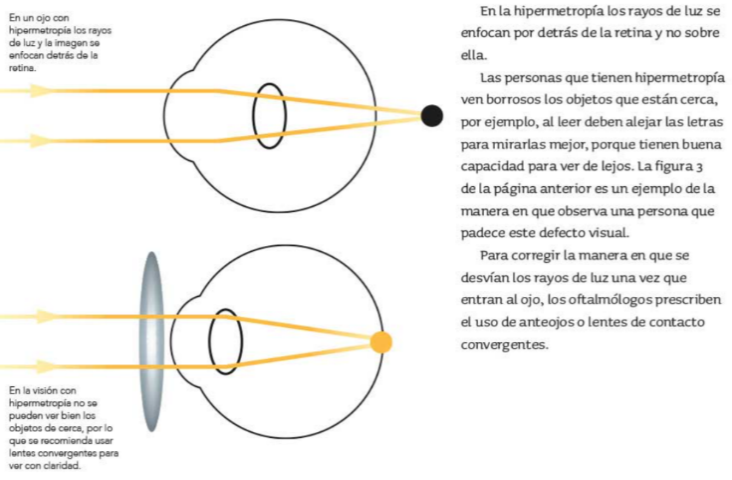 En un ojo con
hipermetropía los rayos
de luz y la imagen se
enfocan detrás de la
retina.
En la visión con
hipermetropía no se
pueden ver bien los
objetos de cerca, por lo
que se recomienda usar
lentes convergentes para
ver con claridad.
En la hipermetropía los rayos de luz se
enfocan por detrás de la retina y no sobre
ella.
Las personas que tienen hipermetropía
ven borrosos los objetos que están cerca,
por ejemplo, al leer deben alejar las letras
para mirarlas mejor, porque tienen buena
capacidad para ver de lejos. La figura 3
de la página anterior es un ejemplo de la
manera en que observa una persona que
padece este defecto visual.
Para corregir la manera en que se
desvían los rayos de luz una vez que
entran al ojo, los oftalmólogos prescriben
el uso de anteojos o lentes de contacto
convergentes.